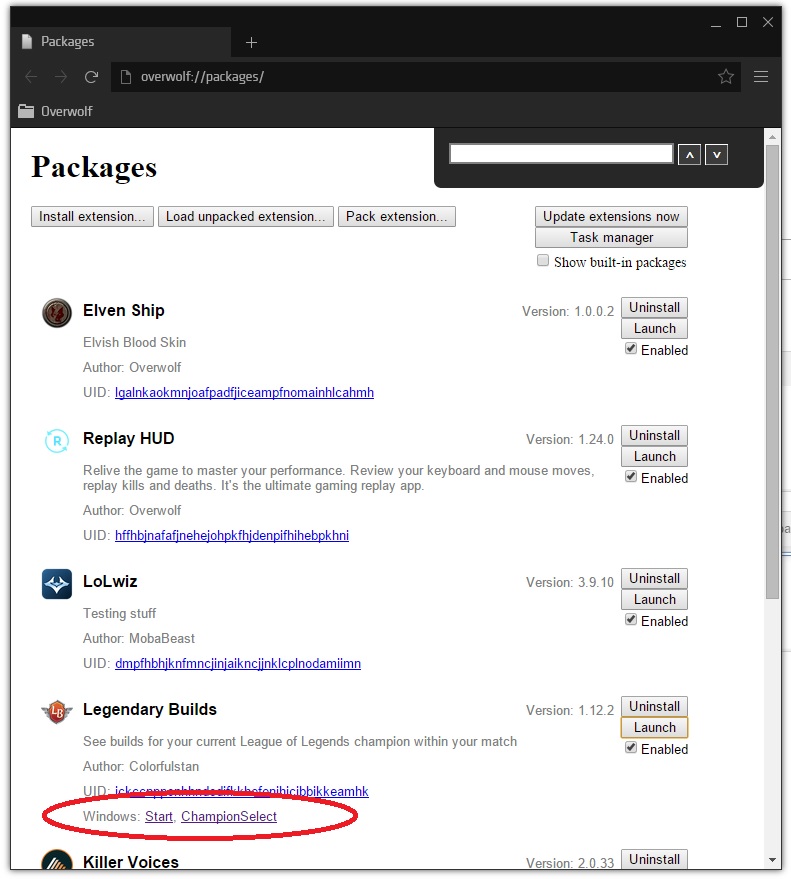 Packages
overwolf://packages/
Overwolf
Packages
Install extension... Load unpacked extension... Pack extension... Update extensions now
Task manager
Show built-in packages
Elven Ship Version: 1.0.0.2 Uninstall
Launch
Elvish Blood Skin Enabled
Author: Overwolf
UID: lgalnkaokmnjoafpadfjiceampfnomainhlcahmh
Replay HUD Version: 1.24.0 Uninstall
Launch
Relive the game to master your performance. Review your keyboard and mouse moves, Enabled
replay kills and deaths. It's the ultimate gaming replay app.
Author: Overwolf
UID: hffhbjnafafjnehejohpkfhjdenpifhihebpkhni
LoLwiz Version: 3.9.10 Uninstall
Launch
Testing stuff Enabled
Author: MobaBeast
UID: dmpfhbhjknfmncjinjaikncjjnklcplnodamiimn
Legendary Builds Version: 1.12.2 Uninstall
Launch
See builds for your current League of Legends champion within your match Enabled
Author: Colorfulstan
UID:
Windows: Start, ChampionSelect
Killer Voices Version: 2.0.33 Uninstall